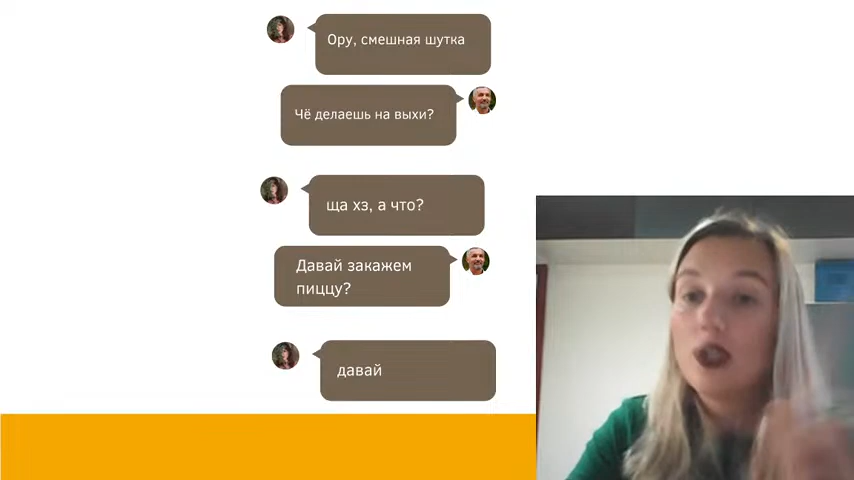 Ору, смешная шутка
Чё делаешь на выхи?
ща хз, а что?
Давай закажем
пиццу?
давай